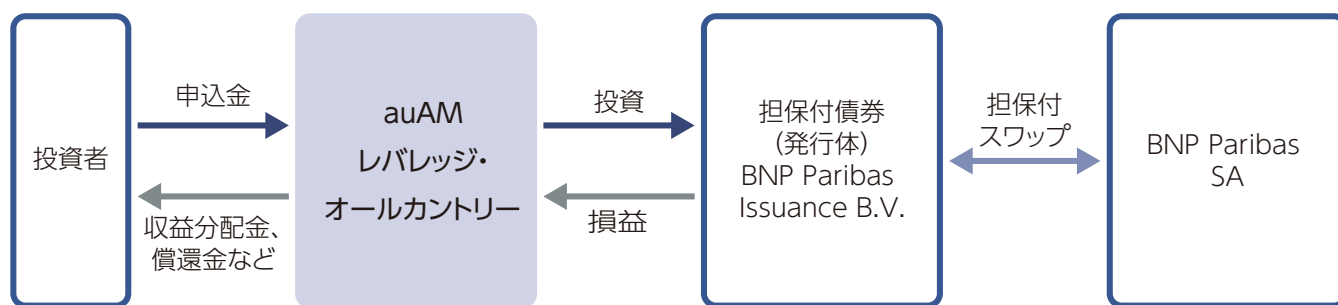 投資者
申込金
収益分配金、
償還金など
auAM
レバレッジ・
オールカントリー
投資
損益
担保付債券
(発行体)
BNP Paribas
Issuance B.V.
担保付
スワップ
BNP Paribas
SA